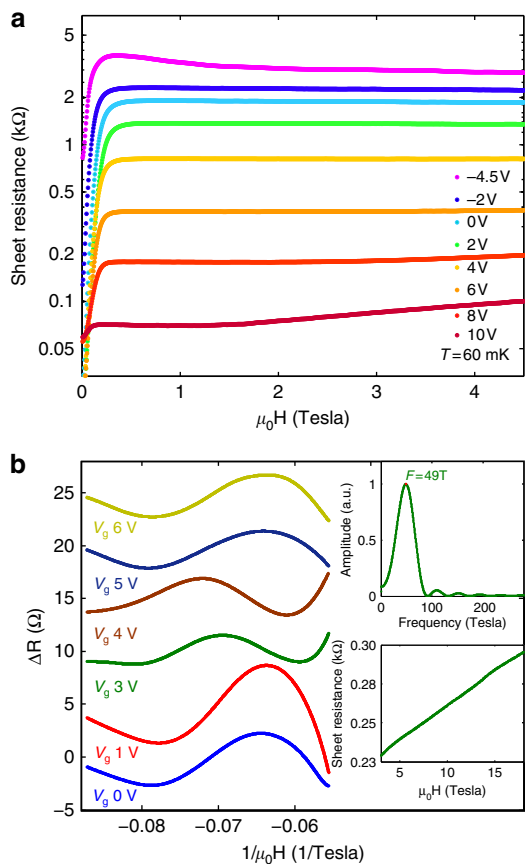 a
5
2
1
0.5
0.2
0.1
0.05
Sheet resistance (kΩ)
−4.5 V
−2 V
0 V
2 V
4 V
6 V
8 V
10 V
T=60 mK
0
1
2
3
4
μ₀H (Tesla)
b
25
20
15
10
5
0
−5
ΔR (Ω)
Vg 6 V
Vg 5 V
Vg 4 V
Vg 3 V
Vg 1 V
Vg 0 V
−0.08
−0.07
−0.06
1/μ₀H (1/Tesla)
F=49T
1
0.5
0
Amplitude (a.u.)
0
200
Frequency (Tesla)
0.30
0.28
0.25
0.23
Sheet resistance (kΩ)
5
10
15
μ₀H (Tesla)